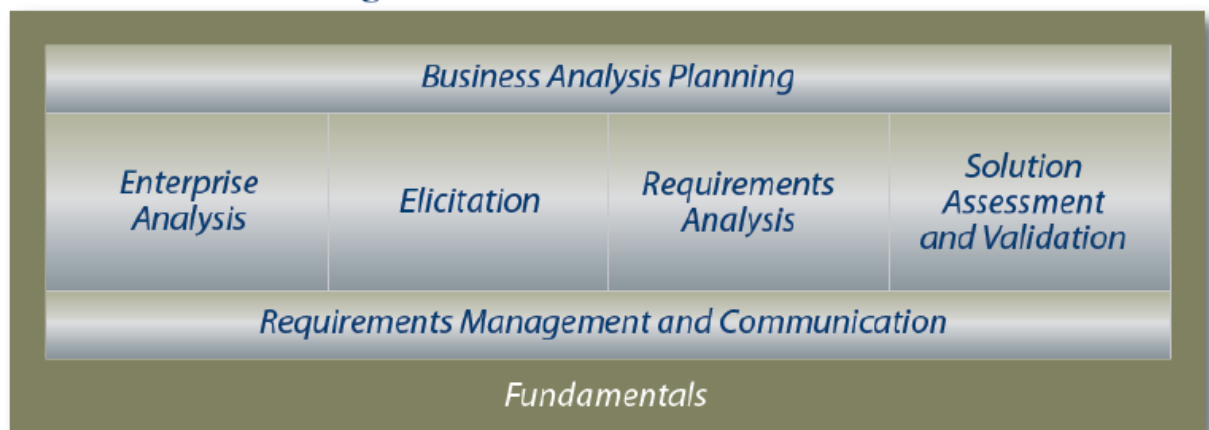 Business Analysis Planning
Enterprise
Analysis
Elicitation
Requirements
Analysis
Solution
Assessment
and Validation
Requirements Management and Communication
Fundamentals